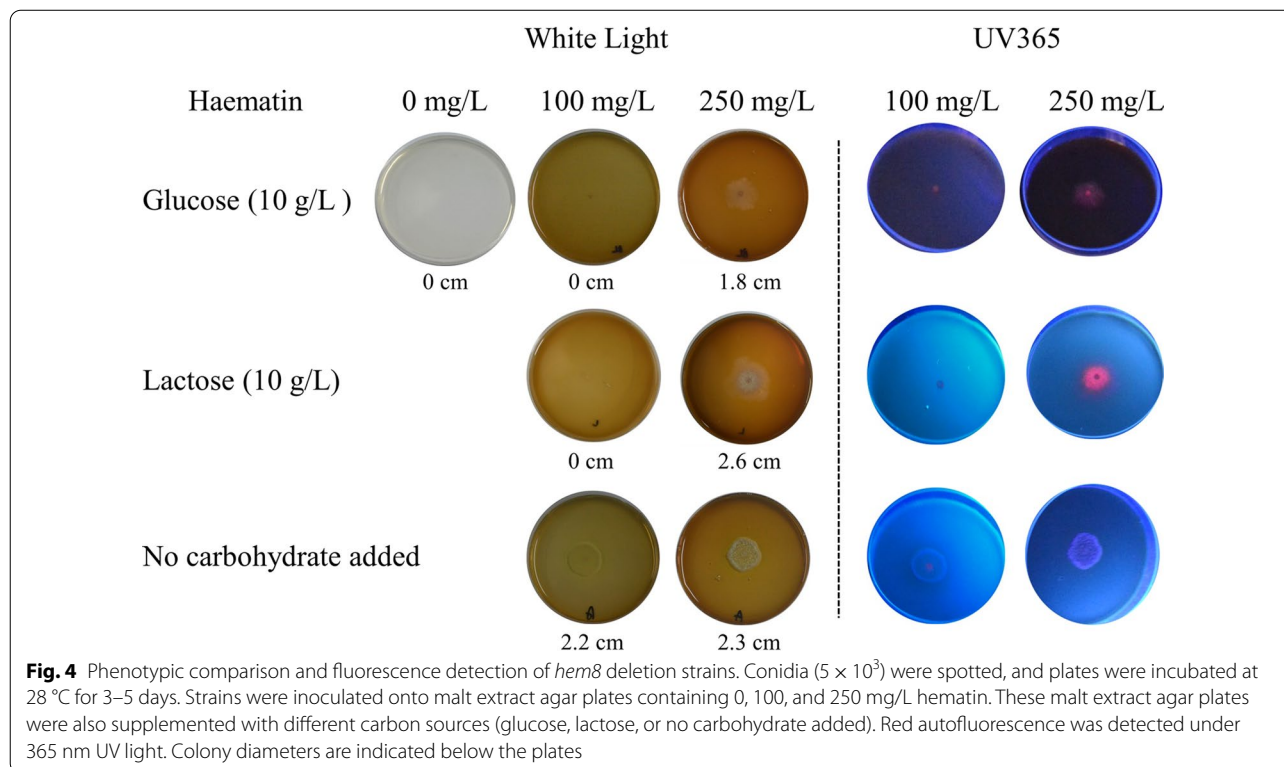 White Light UV365
Haematin 0 mg/L 100 mg/L 250 mg/L 100 mg/L 250 mg/L
Glucose (10 g/L )
0 cm 0 cm 1.8 cm
Lactose (10 g/L)
0 cm 2.6 cm
No carbohydrate added
2.2 cm 2.3 cm
Fig. 4 Phenotypic comparison and fluorescence detection of hem8 deletion strains. Conidia (5 × 10³) were spotted, and plates were incubated at
28 °C for 3–5 days. Strains were inoculated onto malt extract agar plates containing 0, 100, and 250 mg/L hematin. These malt extract agar plates
were also supplemented with different carbon sources (glucose, lactose, or no carbohydrate added). Red autofluorescence was detected under
365 nm UV light. Colony diameters are indicated below the plates